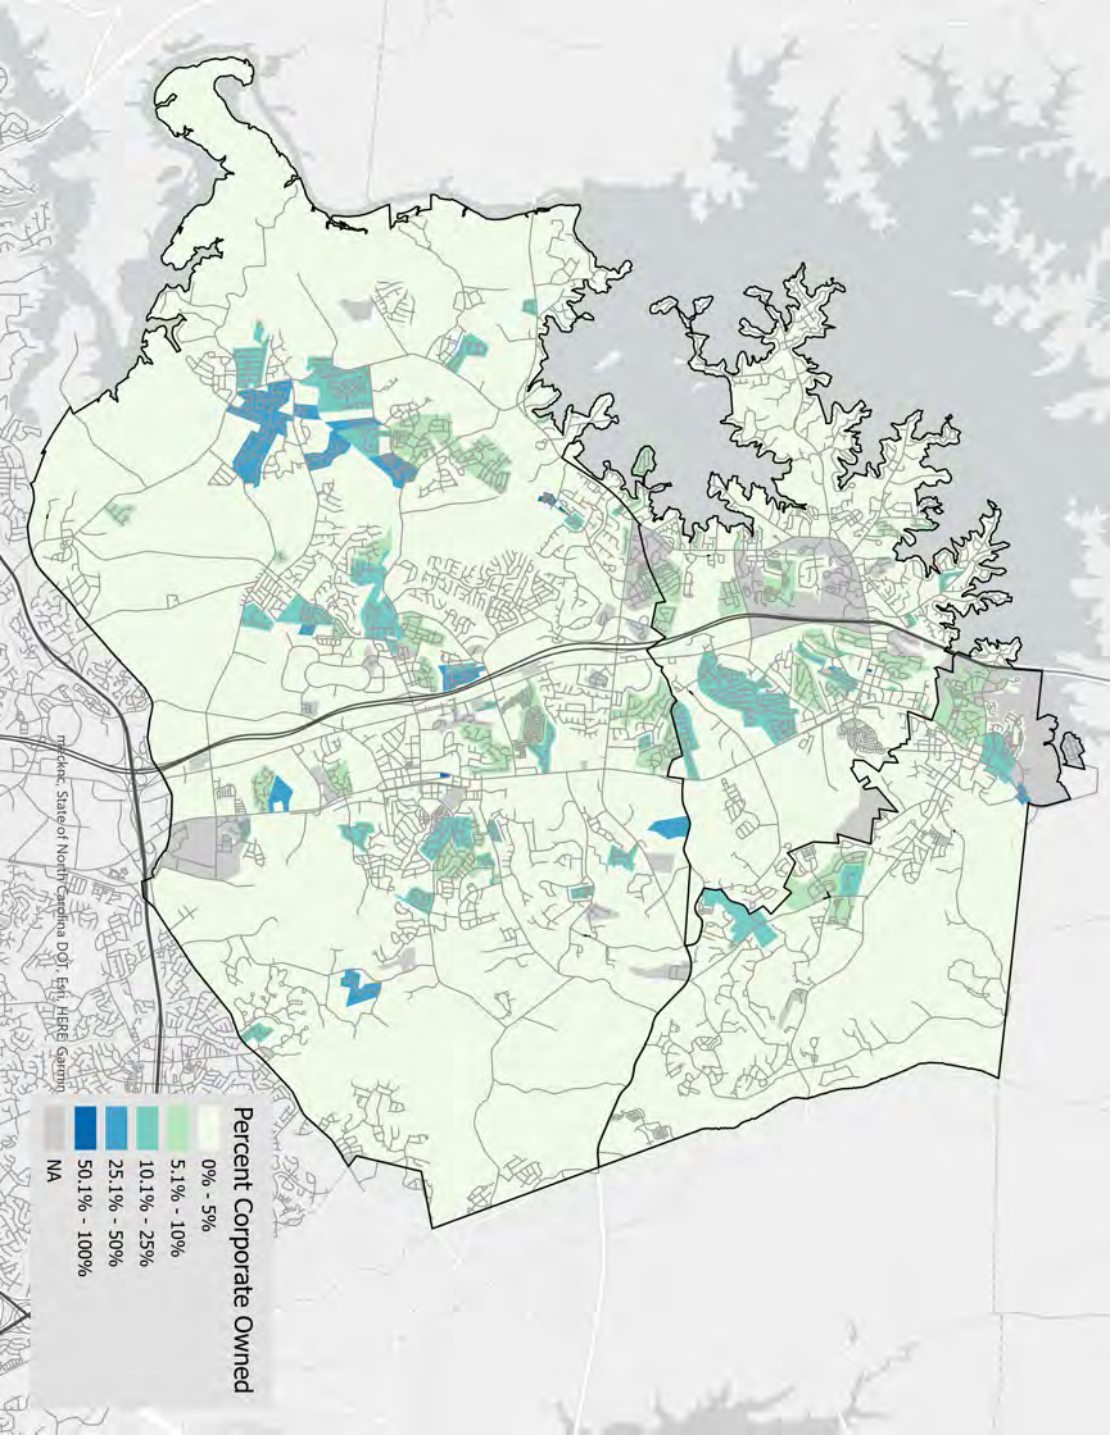 Percent Corporate Owned
0% - 5%
5.1% - 10%
10.1% - 25%
25.1% - 50%
50.1% - 100%
NA
mecknc, State of North Carolina DOT, Esri, HERE, Garmin